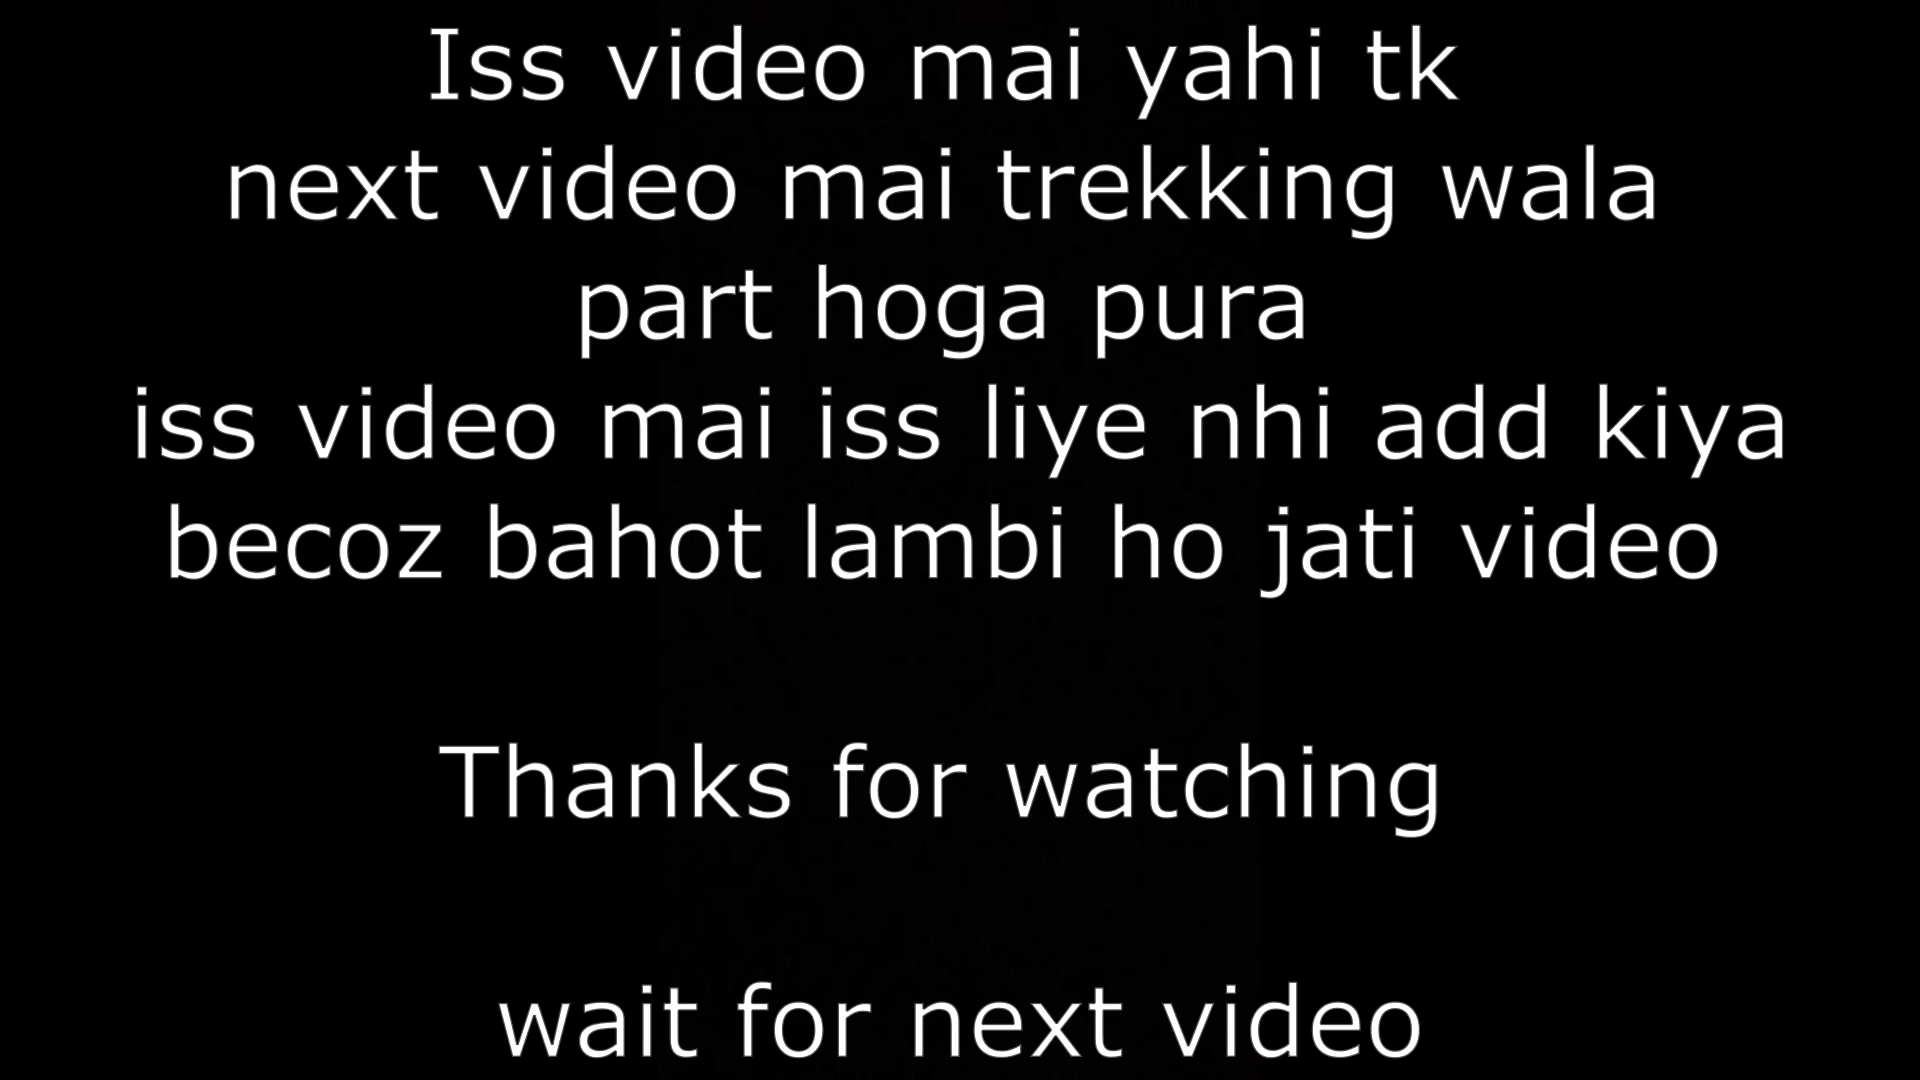 Iss video mai yahi tk
next video mai trekking wala
part hoga pura
iss video mai iss liye nhi add kiya
becoz bahot lambi ho jati video
Thanks for watching
wait for next video